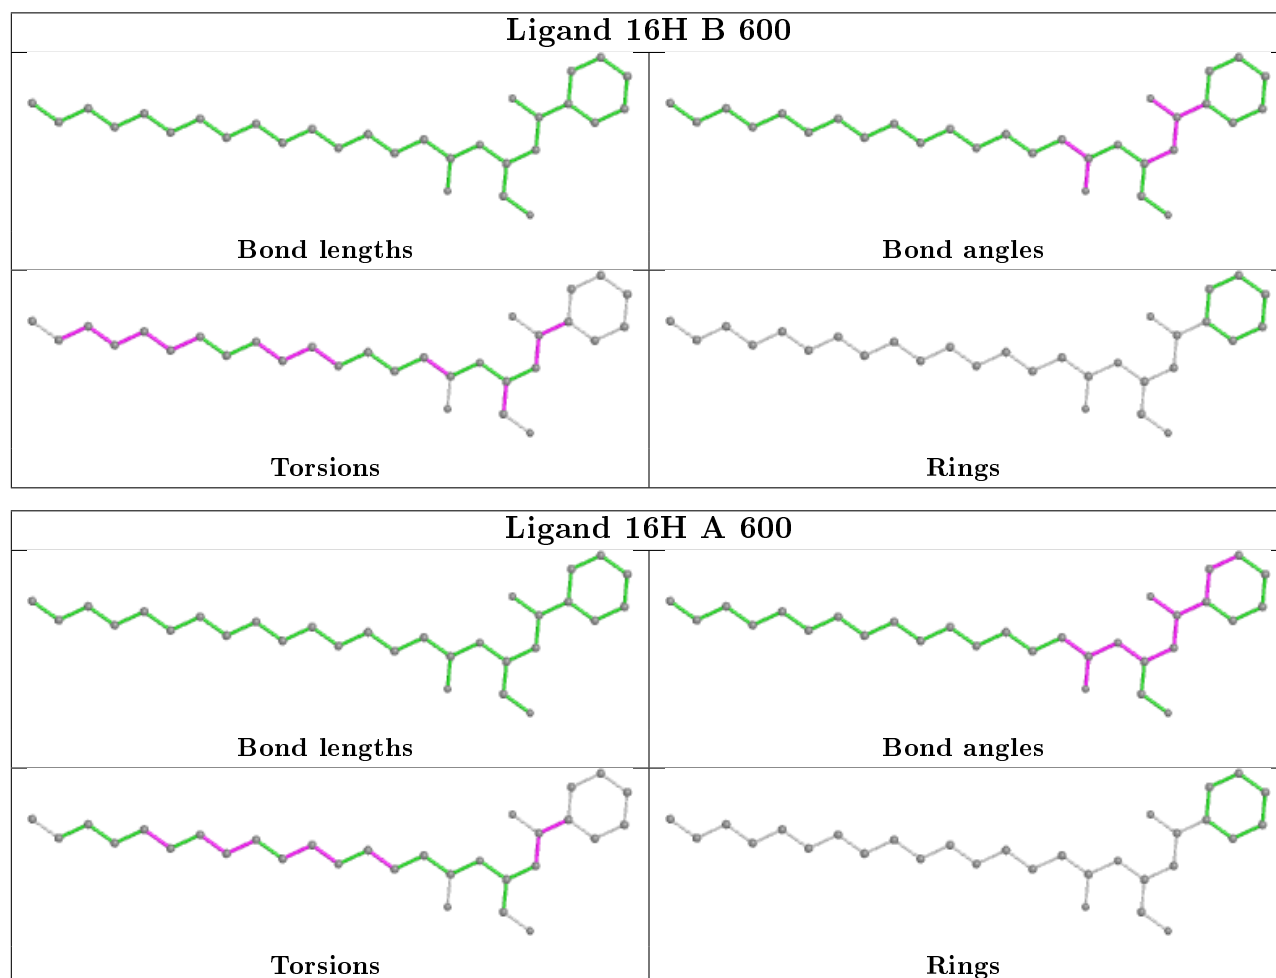 Ligand 16H B 600
Bond lengths
Bond angles
Torsions
Rings
Ligand 16H A 600
Bond lengths
Bond angles
Torsions
Rings